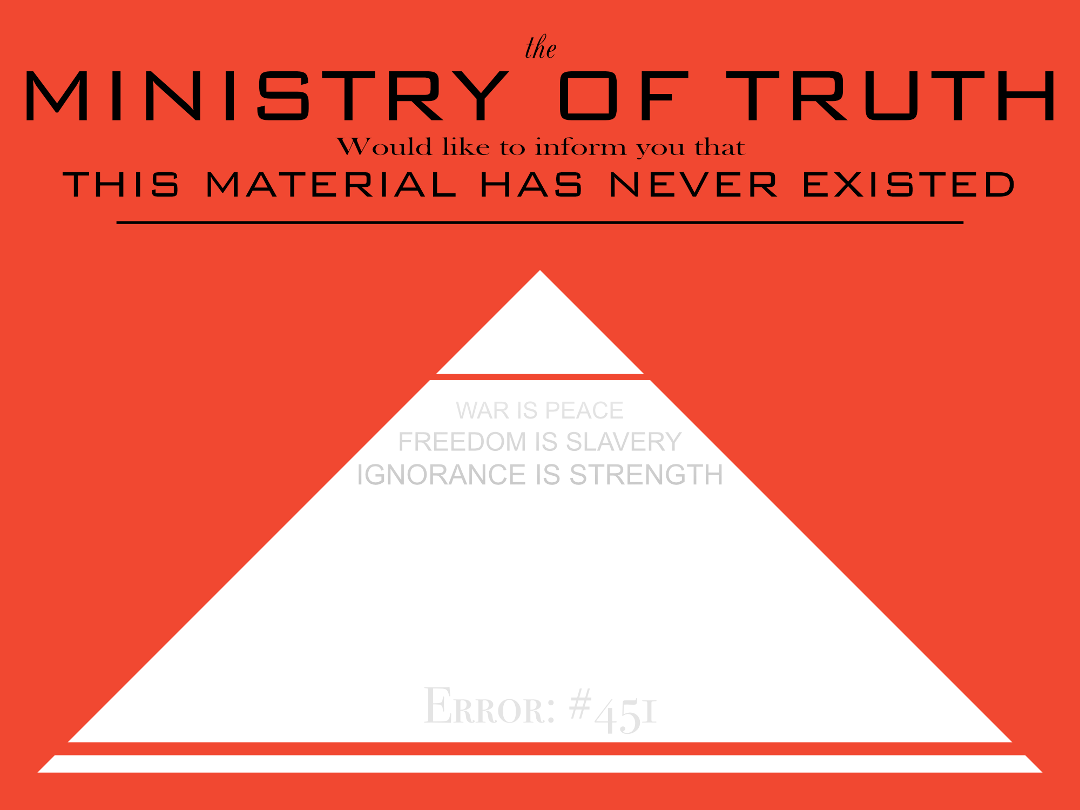 the
MINISTRY OF TRUTH
Would like to inform you that
THIS MATERIAL HAS NEVER EXISTED
WAR IS PEACE
FREEDOM IS SLAVERY
IGNORANCE IS STRENGTH
Error: #451